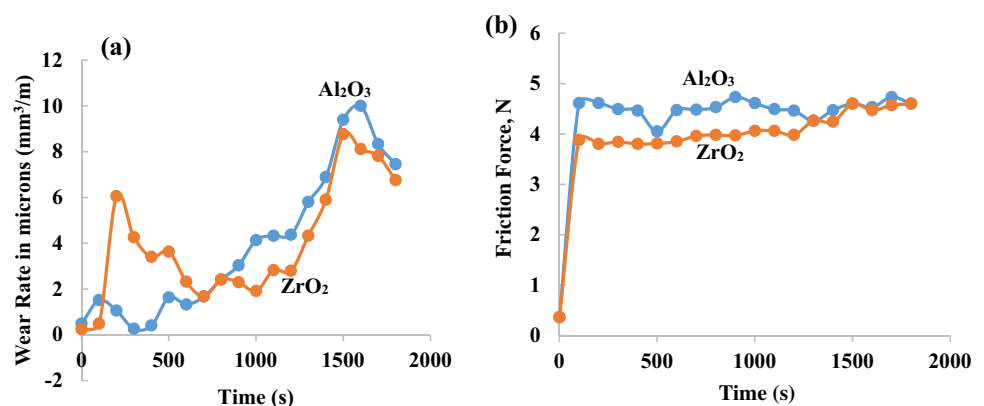 (a)
Wear Rate in microns (mm³/m)
12
10
8
6
4
2
0
-2
Al₂O₃
ZrO₂
0
500
1000
1500
2000
Time (s)
(b)
Friction Force, N
6
5
4
3
2
1
0
Al₂O₃
ZrO₂
0
500
1000
1500
2000
Time (s)